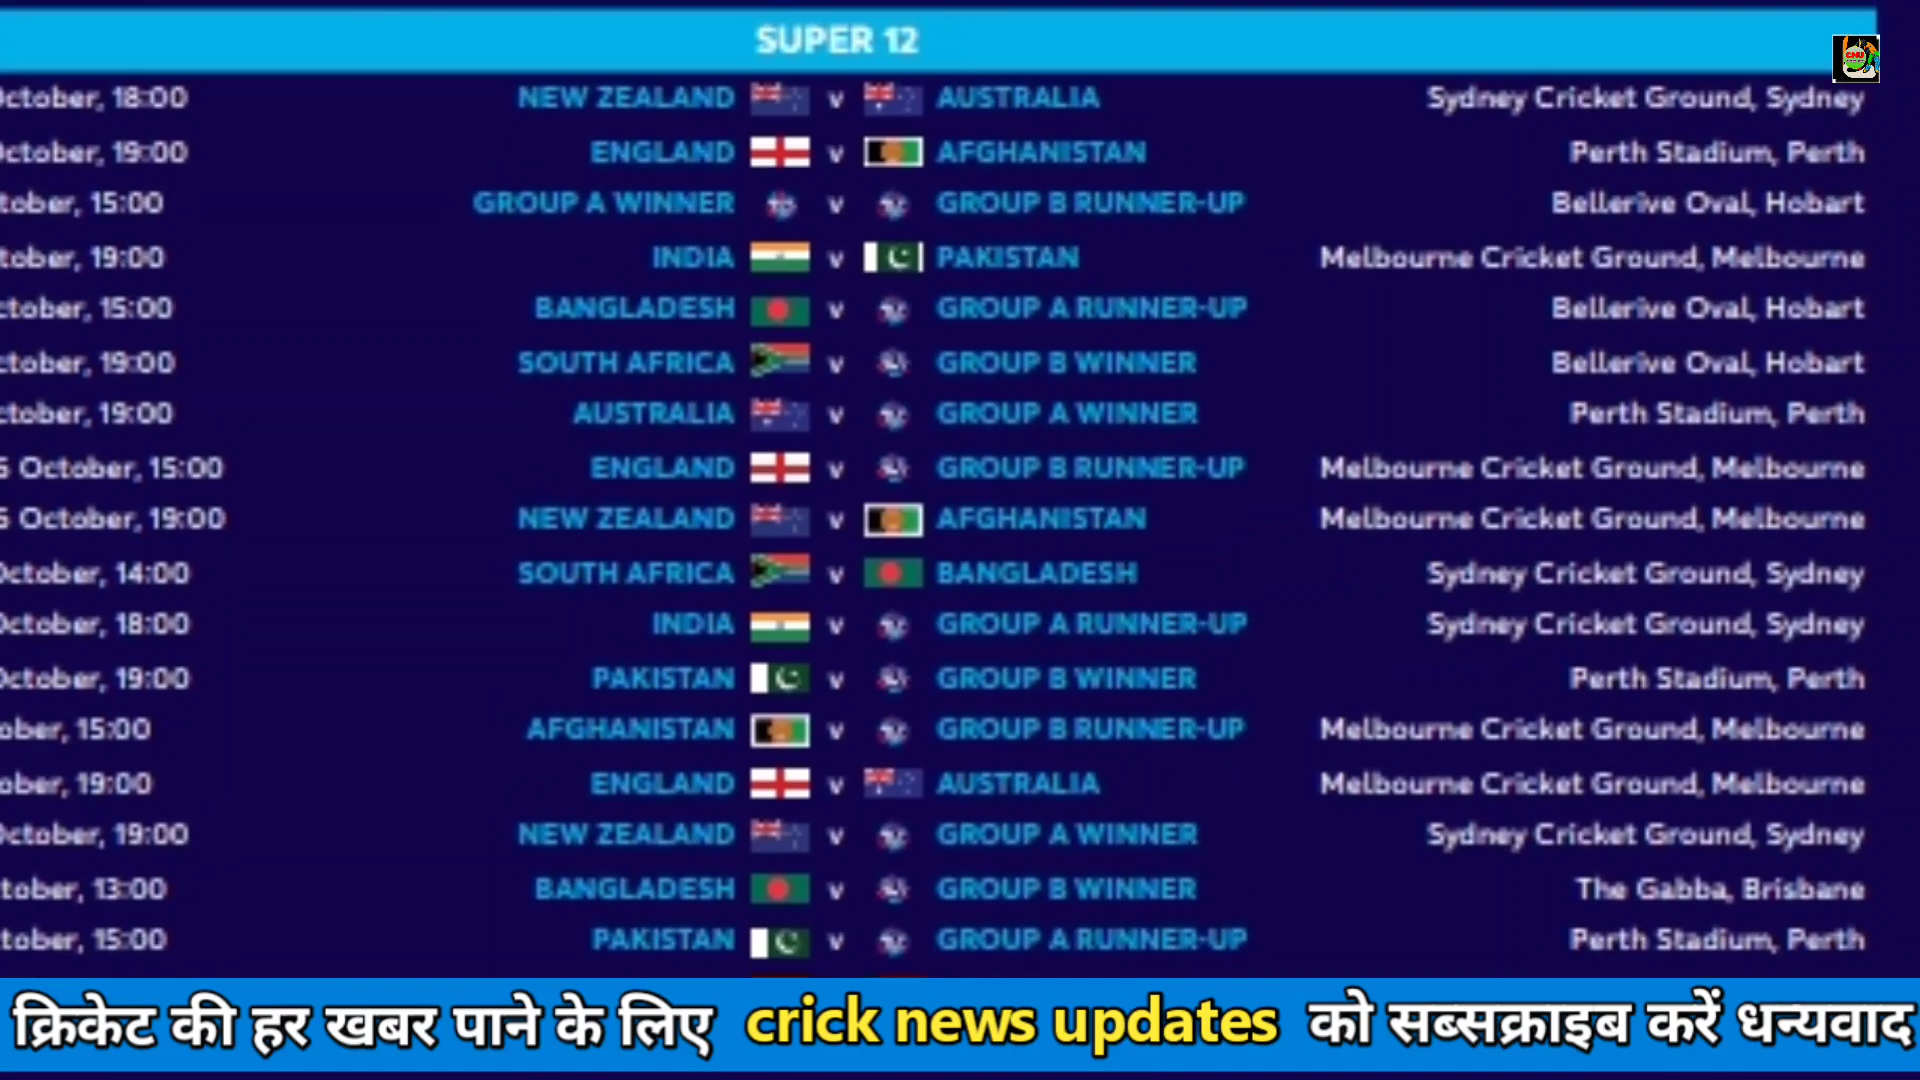 SUPER 12
October, 18:00 NEW ZEALAND v AUSTRALIA Sydney Cricket Ground, Sydney
October, 19:00 ENGLAND v AFGHANISTAN Perth Stadium, Perth
tober, 15:00 GROUP A WINNER v GROUP B RUNNER-UP Bellerive Oval, Hobart
tober, 19:00 INDIA v PAKISTAN Melbourne Cricket Ground, Melbourne
ctober, 15:00 BANGLADESH v GROUP A RUNNER-UP Bellerive Oval, Hobart
ctober, 19:00 SOUTH AFRICA v GROUP B WINNER Bellerive Oval, Hobart
ctober, 19:00 AUSTRALIA v GROUP A WINNER Perth Stadium, Perth
October, 15:00 ENGLAND v GROUP B RUNNER-UP Melbourne Cricket Ground, Melbourne
October, 19:00 NEW ZEALAND v AFGHANISTAN Melbourne Cricket Ground, Melbourne
October, 14:00 SOUTH AFRICA v BANGLADESH Sydney Cricket Ground, Sydney
October, 18:00 INDIA v GROUP A RUNNER-UP Sydney Cricket Ground, Sydney
October, 19:00 PAKISTAN v GROUP B WINNER Perth Stadium, Perth
ober, 15:00 AFGHANISTAN v GROUP B RUNNER-UP Melbourne Cricket Ground, Melbourne
ober, 19:00 ENGLAND v AUSTRALIA Melbourne Cricket Ground, Melbourne
October, 19:00 NEW ZEALAND v GROUP A WINNER Sydney Cricket Ground, Sydney
tober, 13:00 BANGLADESH v GROUP B WINNER The Gabba, Brisbane
tober, 15:00 PAKISTAN v GROUP A RUNNER-UP Perth Stadium, Perth
क्रिकेट की हर खबर पाने के लिए crick news updates को सब्सक्राइब करें धन्यवाद